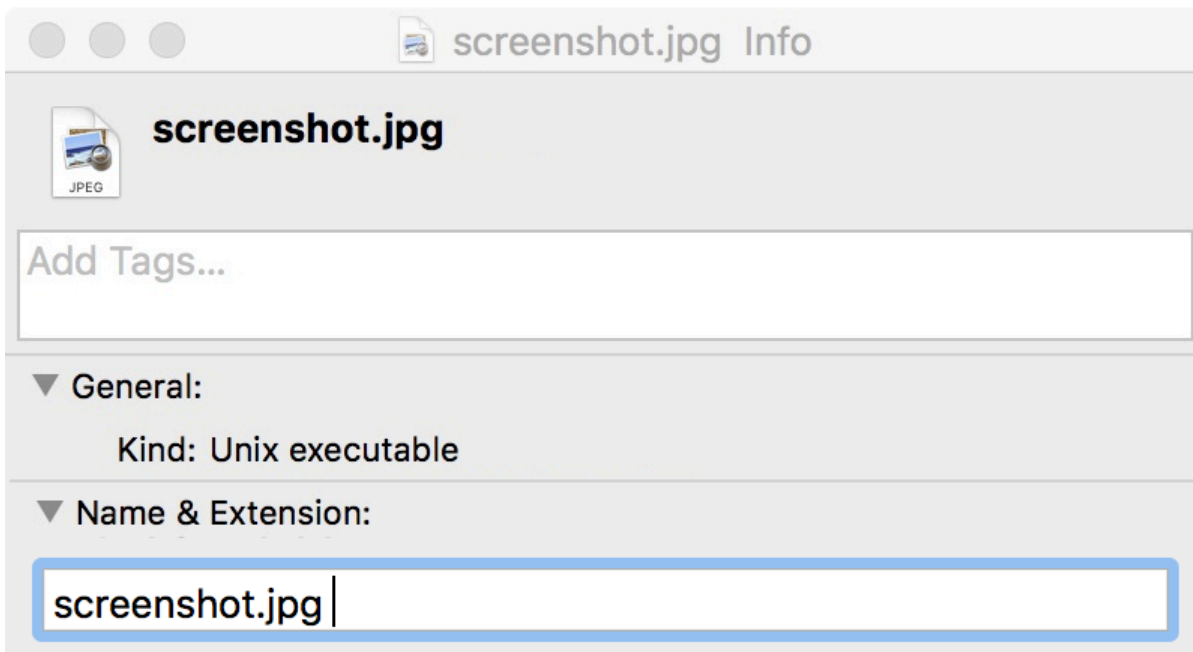 screenshot.jpg Info
screenshot.jpg
JPEG
Add Tags...
General:
Kind: Unix executable
Name & Extension:
screenshot.jpg